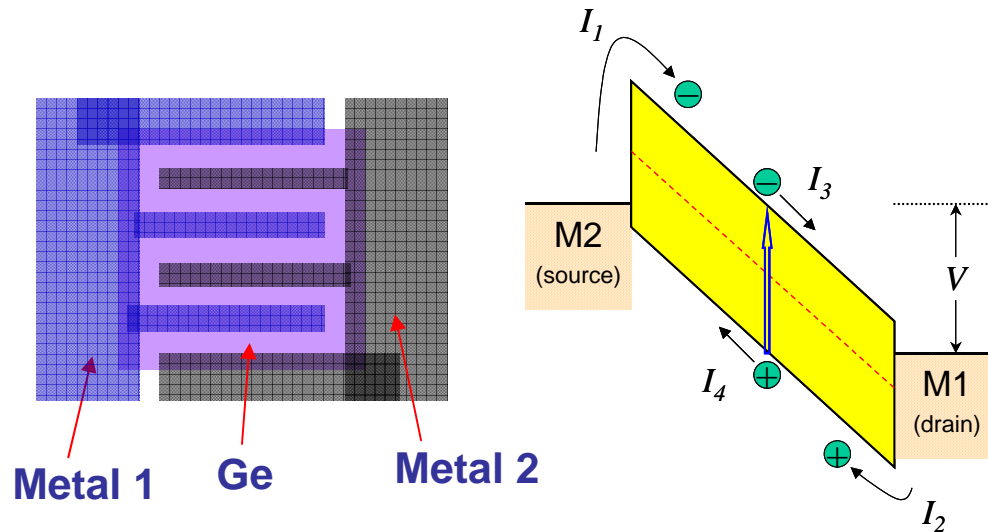 Metal 1
Ge
Metal 2
I1
−
−
I3
M2
(source)
V
I4
+
M1
(drain)
+
I2